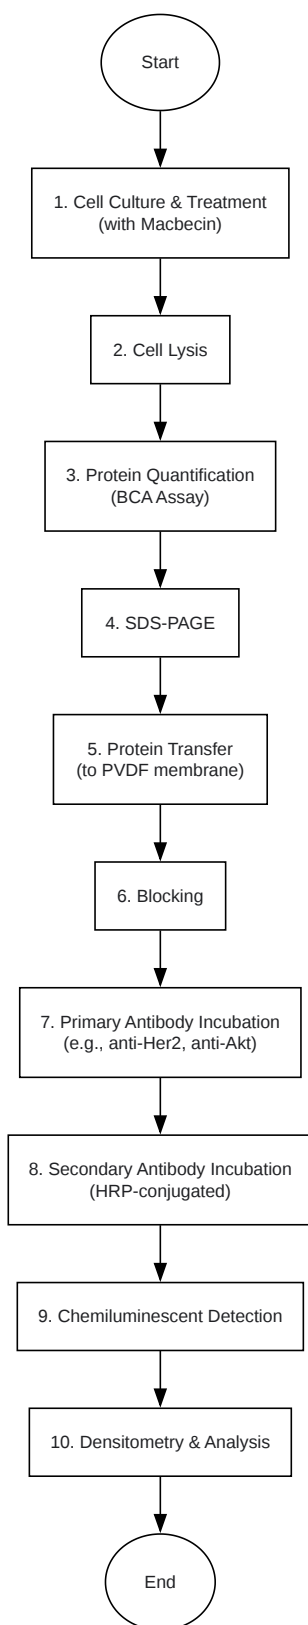 Start
1. Cell Culture & Treatment
(with Macbecin)
2. Cell Lysis
3. Protein Quantification
(BCA Assay)
4. SDS-PAGE
5. Protein Transfer
(to PVDF membrane)
6. Blocking
7. Primary Antibody Incubation
(e.g., anti-Her2, anti-Akt)
8. Secondary Antibody Incubation
(HRP-conjugated)
9. Chemiluminescent Detection
10. Densitometry & Analysis
End